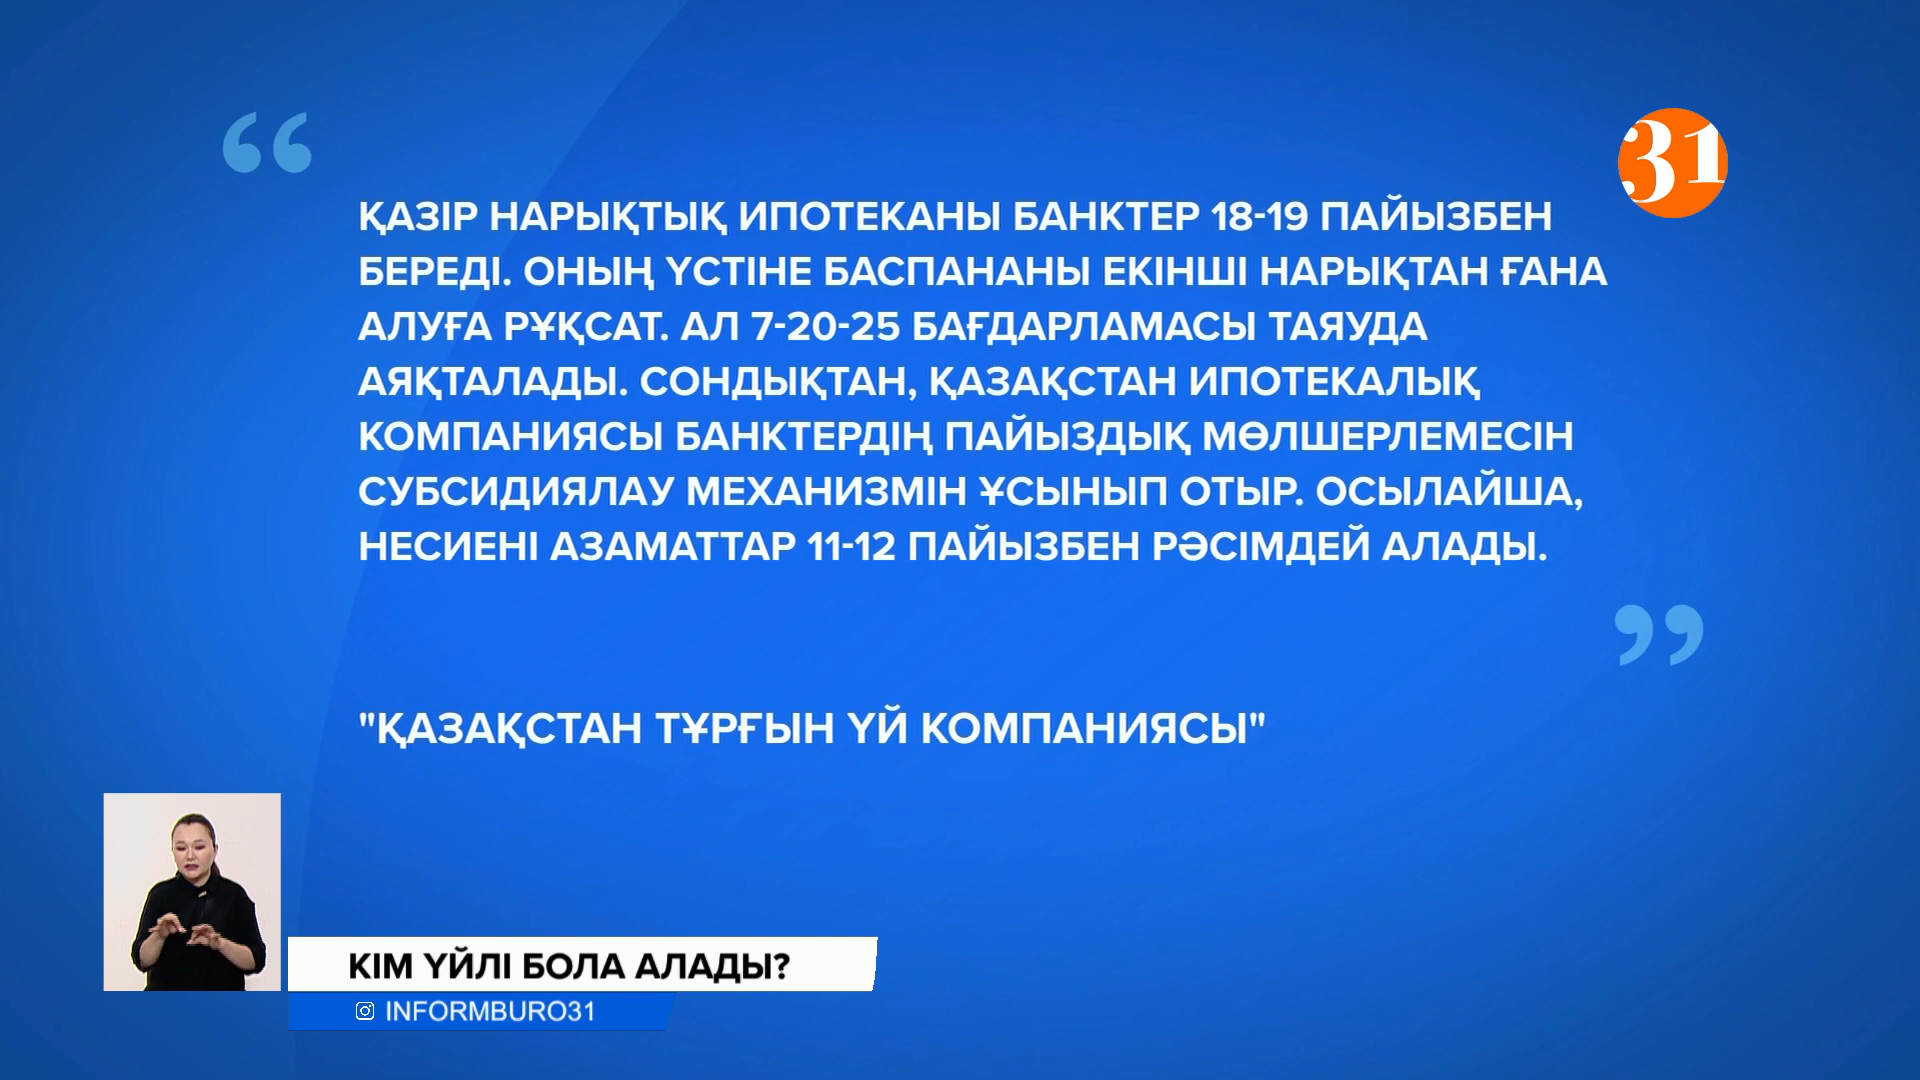 31
ҚАЗІР НАРЫҚТЫҚ ИПОТЕКАНЫ БАНКТЕР 18-19 ПАЙЫЗБЕН
БЕРЕДІ. ОНЫҢ ҮСТІНЕ БАСПАНАНЫ ЕКІНШІ НАРЫҚТАН ҒАНА
АЛУҒА РҰҚСАТ. АЛ 7-20-25 БАҒДАРЛАМАСЫ ТАЯУДА
АЯҚТАЛАДЫ. СОНДЫҚТАН, ҚАЗАҚСТАН ИПОТЕКАЛЫҚ
КОМПАНИЯСЫ БАНКТЕРДІҢ ПАЙЫЗДЫҚ МӨЛШЕРЛЕМЕСІН
СУБСИДИЯЛАУ МЕХАНИЗМІН ҰСЫНЫП ОТЫР. ОСЫЛАЙША,
НЕСИЕНІ АЗАМАТТАР 11-12 ПАЙЫЗБЕН РӘСІМДЕЙ АЛАДЫ.
"ҚАЗАҚСТАН ТҰРҒЫН ҮЙ КОМПАНИЯСЫ"
КІМ ҮЙЛІ БОЛА АЛАДЫ?
INFORMBURO31